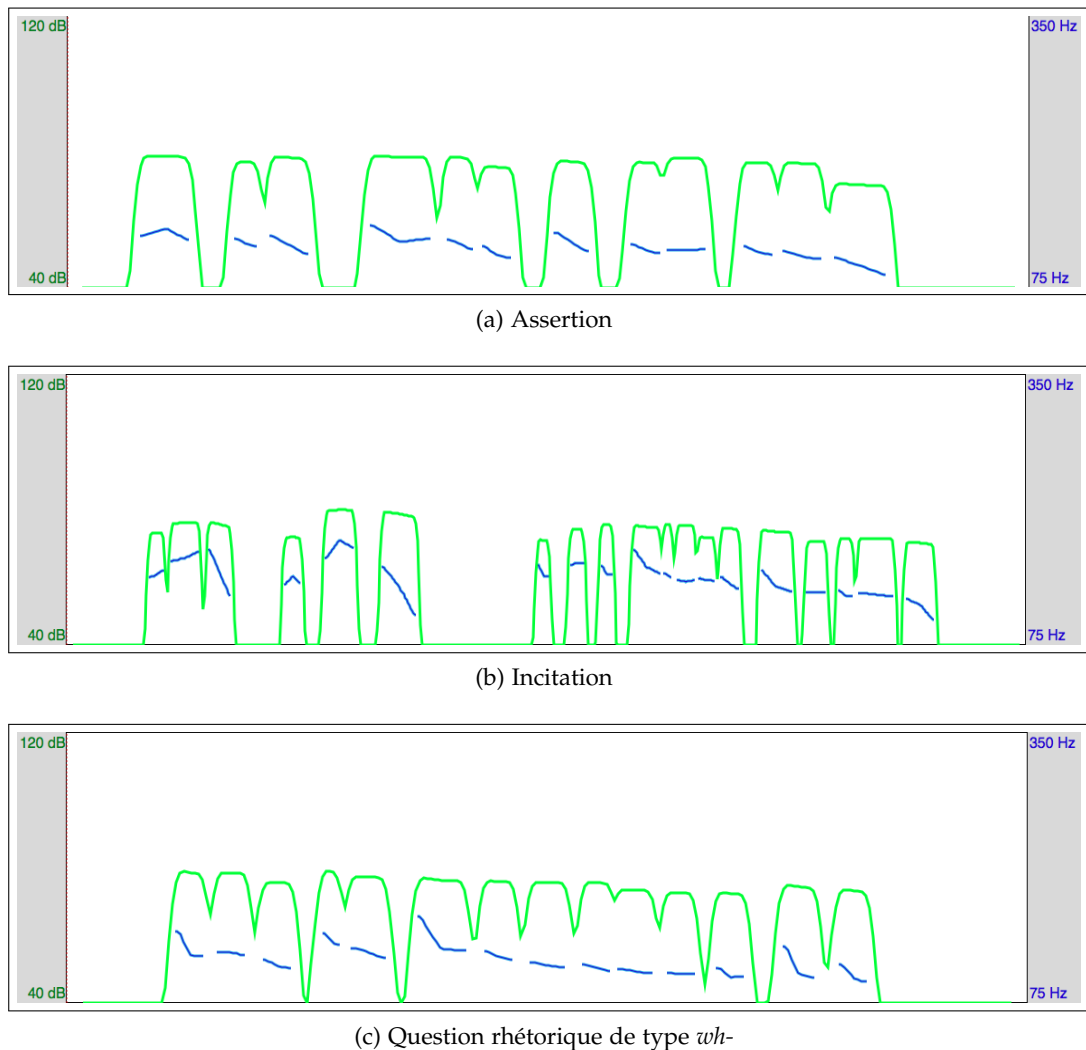 120 dB 350 Hz
40 dB 75 Hz
(a) Assertion
120 dB 350 Hz
40 dB 75 Hz
(b) Incitation
120 dB 350 Hz
40 dB 75 Hz
(c) Question rhétorique de type wh-